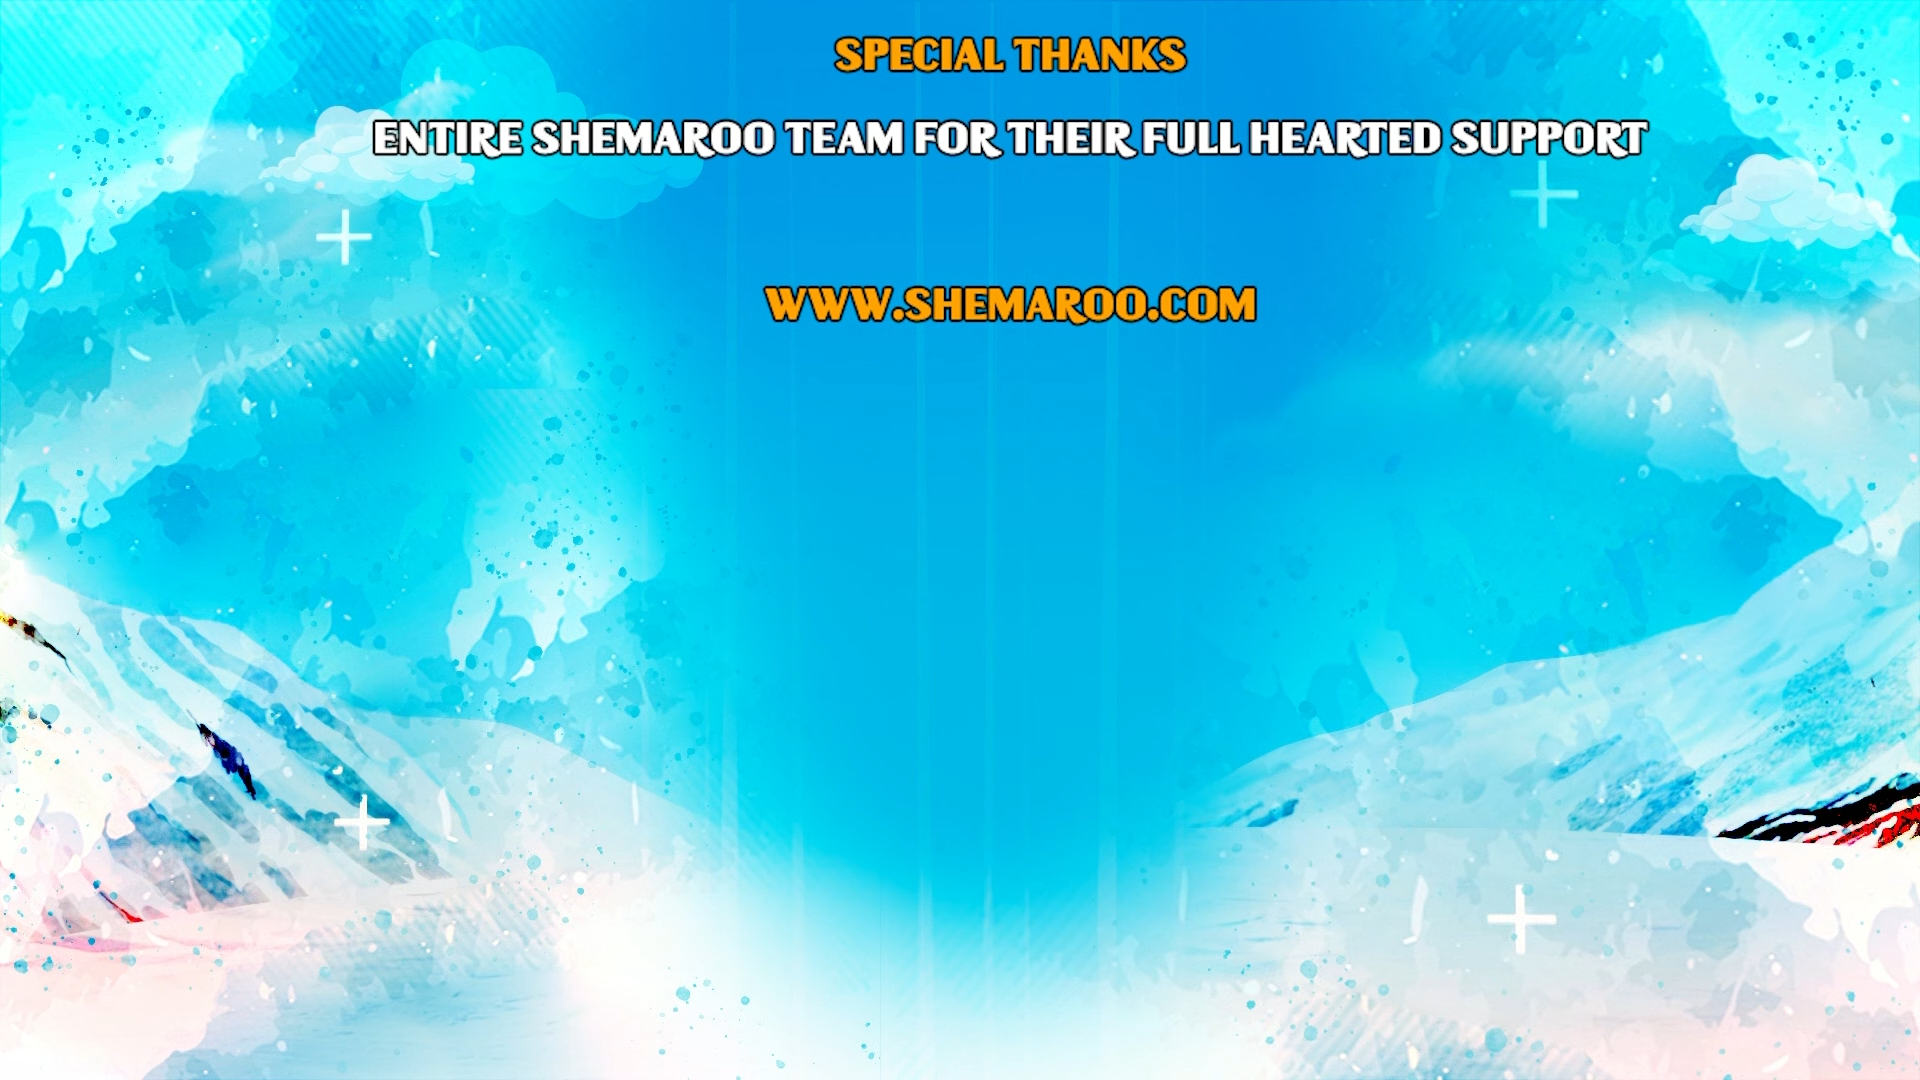 SPECIAL THANKS
ENTIRE SHEMAROO TEAM FOR THEIR FULL HEARTED SUPPORT
WWW.SHEMAROO.COM